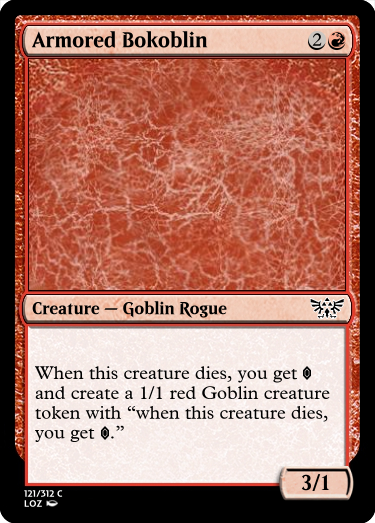 Armored Bokoblin 2
Creature — Goblin Rogue
When this creature dies, you get
and create a 1/1 red Goblin creature
token with “when this creature dies,
you get .”
3/1
121/312 C
LOZ